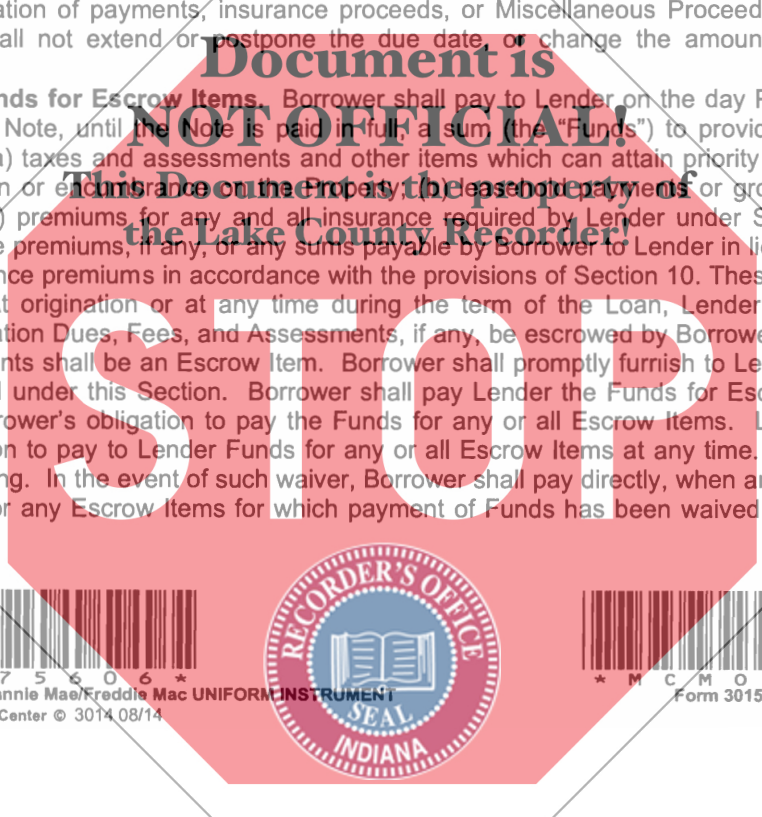 ation of payments, insurance proceeds, or Miscellaneous Proceed
all not extend or postpone the due date, or change the amoun
Document is
nds for Escrow Items. Borrower shall pay to Lender on the day P
NOT OFFICIAL!
Note, until the Note is paid in full, a sum (the “Funds”) to provid
) taxes and assessments and other items which can attain priority
This Document is the property of
n or encumbrance on the Property; (b) leasehold payments or gro
) premiums for any and all insurance required by Lender under S
the Lake County Recorder!
e premiums, if any, or any sums payable by Borrower to Lender in li
nce premiums in accordance with the provisions of Section 10. Thes
t origination or at any time during the term of the Loan, Lender
ation Dues, Fees, and Assessments, if any, be escrowed by Borrowe
STOP
nts shall be an Escrow Item. Borrower shall promptly furnish to Le
under this Section. Borrower shall pay Lender the Funds for Esc
rower's obligation to pay the Funds for any or all Escrow Items. L
on to pay to Lender Funds for any or all Escrow Items at any time.
ng. In the event of such waiver, Borrower shall pay directly, when an
or any Escrow Items for which payment of Funds has been waived
RECORDER'S OFFICE
SEAL
INDIANA
7 5 6 0 6 *
* M C M O
annie Mae/Freddie Mac UNIFORM INSTRUMENT
Form 3015
Center © 3014 08/14